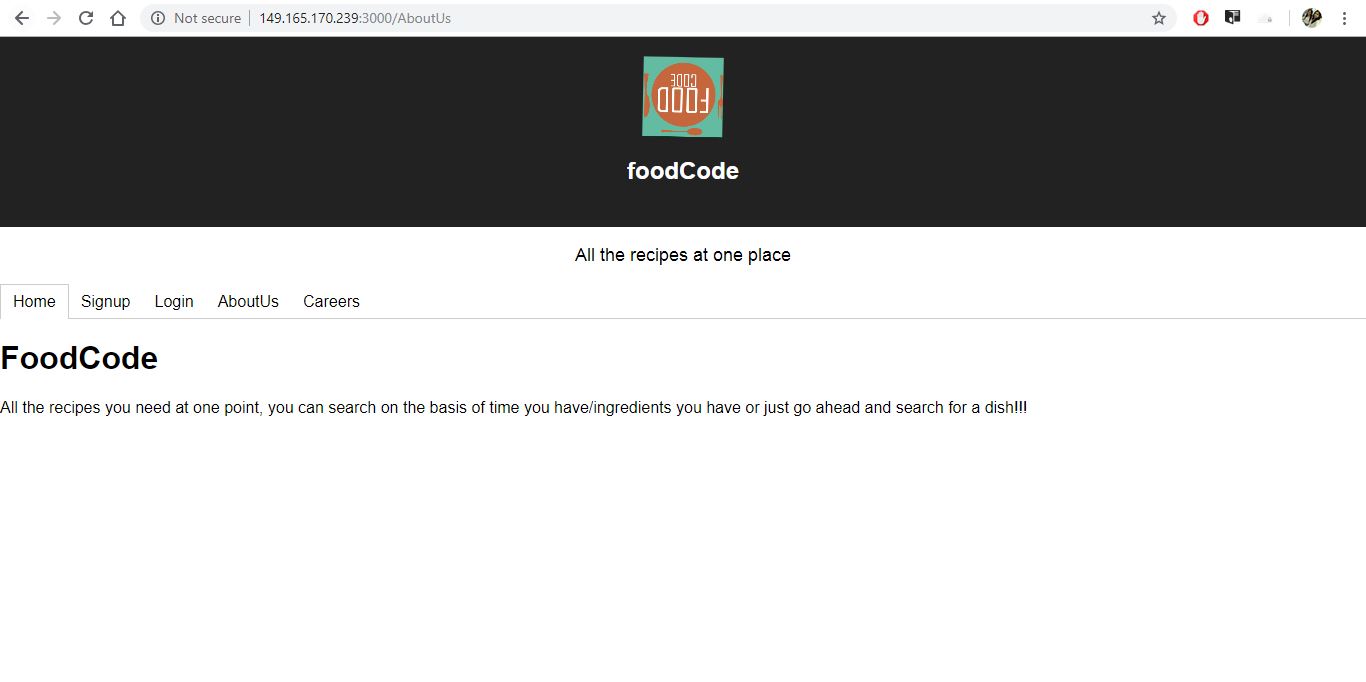 Not secure | 149.165.170.239:3000/AboutUs
CODE
FOOD
foodCode
All the recipes at one place
Home Signup Login AboutUs Careers
FoodCode
All the recipes you need at one point, you can search on the basis of time you have/ingredients you have or just go ahead and search for a dish!!!